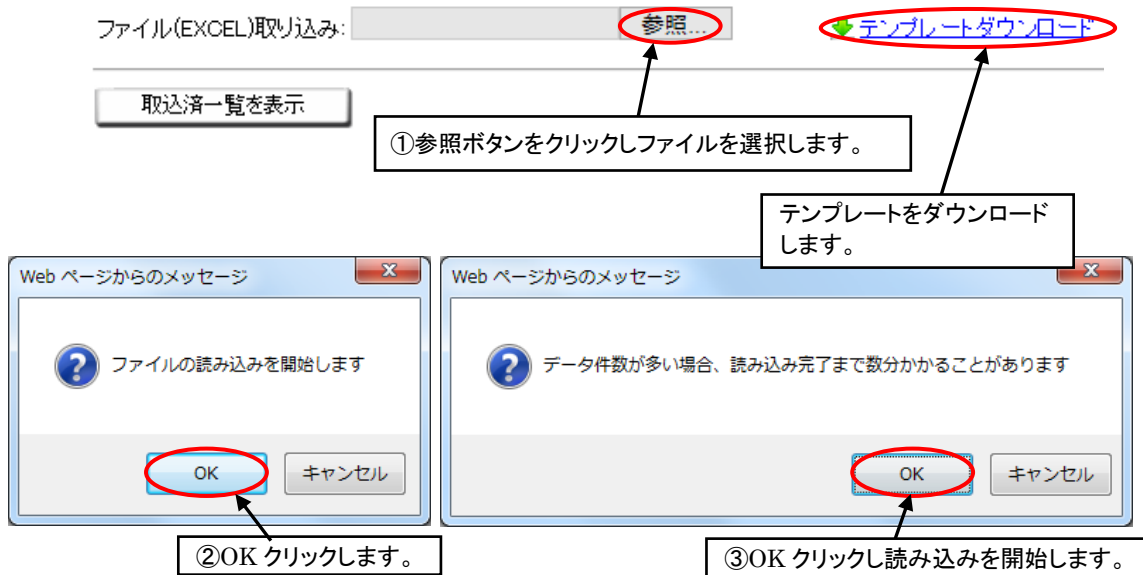 ファイル(EXCEL)取り込み:
参照...
テンプレートダウンロード
取込済一覧を表示
①参照ボタンをクリックしファイルを選択します。
テンプレートをダウンロード
します。
Web ページからのメッセージ
ファイルの読み込みを開始します
OK
キャンセル
②OK クリックします。
Web ページからのメッセージ
データ件数が多い場合、読み込み完了まで数分かかることがあります
OK
キャンセル
③OK クリックし読み込みを開始します。